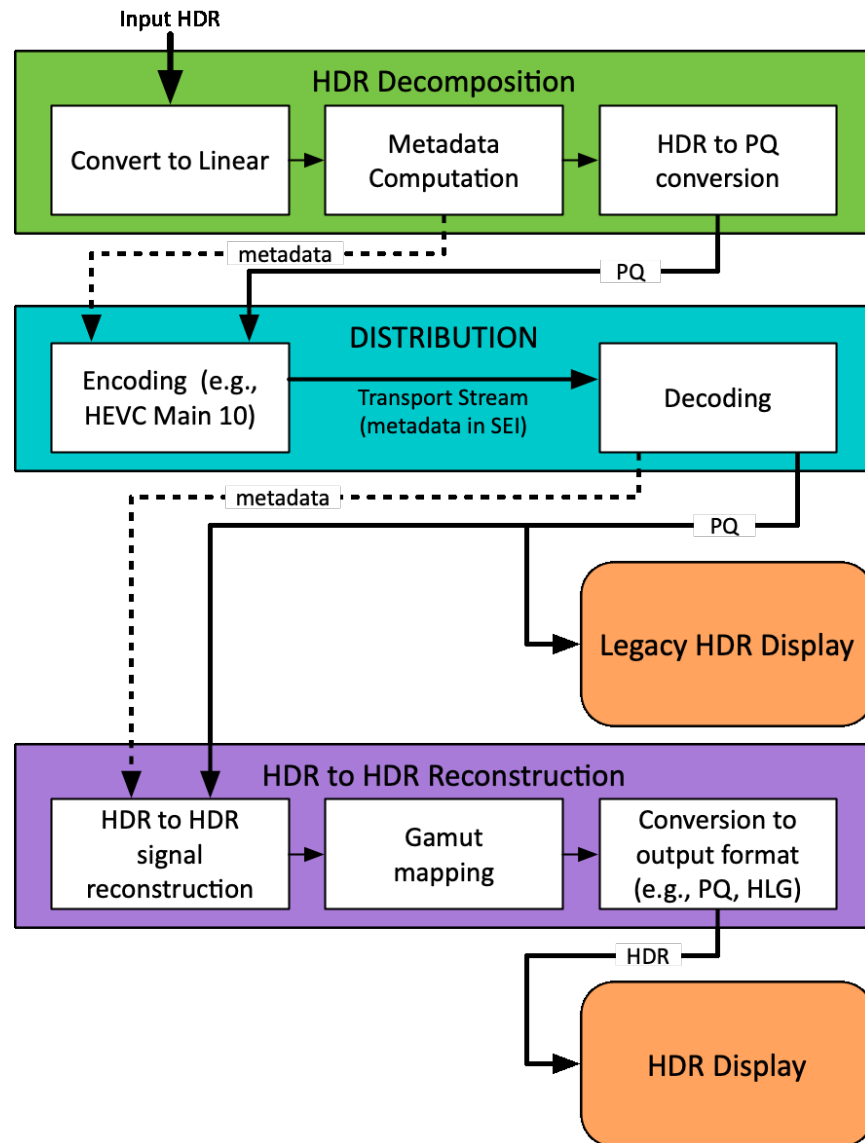 Input HDR
HDR Decomposition
Convert to Linear
Metadada
Computation
HDR to PQ
conversion
metadata
PQ
DISTRIBUTION
Encoding (e.g.,
HEVC Main 10)
Transport Stream
(metadata in SEI)
Decoding
metadata
PQ
Legacy HDR Display
HDR to HDR Reconstruction
HDR to HDR
signal
reconstruction
Gamut
mapping
Conversion to
output format
(e.g., PQ, HLG)
HDR
HDR Display